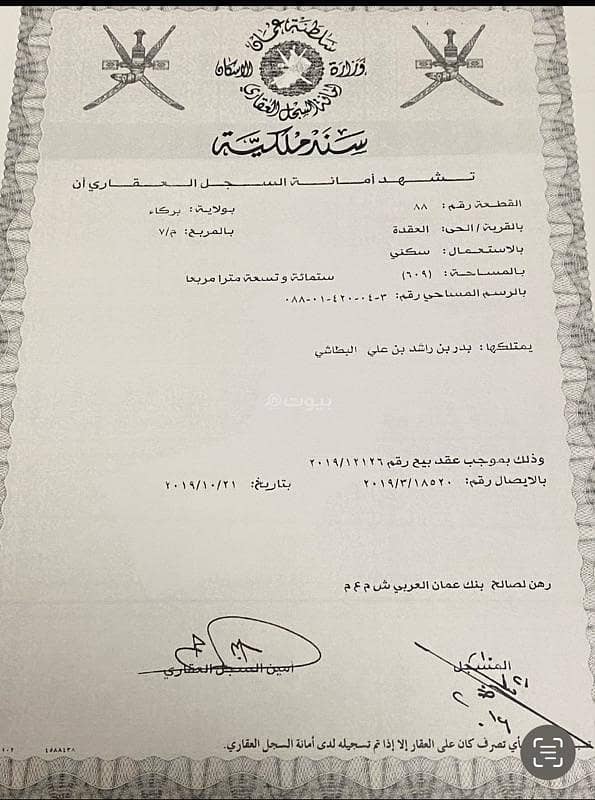 سلطنة عمان
وزارة الإسكان
أمانة السجل العقاري
سند ملكية
تشهد أمانة السجل العقاري أن
القطعة رقم: ٨٨ بولاية: بركاء
بالقرية / الحى: العقدة بالمربع: م/٧
بالاستعمال: سكني
بالمساحة: (٦٠٩) ستمائة وتسعة مترا مربعا
بالرسم المساحي رقم: ٣-٠٤-٤٢٠-٠١-٠٨٨
يمتلكها: بدر بن راشد بن علي البطاشي
بيوت
وذلك بموجب عقد بيع رقم ٢٠١٩/١٢١٢٦
بالايصال رقم: ٢٠١٩/٣/١٨٥٢٠ بتاريخ: ٢٠١٩/١٠/٢١
رهن لصالح بنك عمان العربي ش م ع م
المسجل أمين السجل العقاري
بأي تصرف كان على العقار إلا إذا تم تسجيله لدى أمانة السجل العقاري. ٤٥٨٨٤٣٨